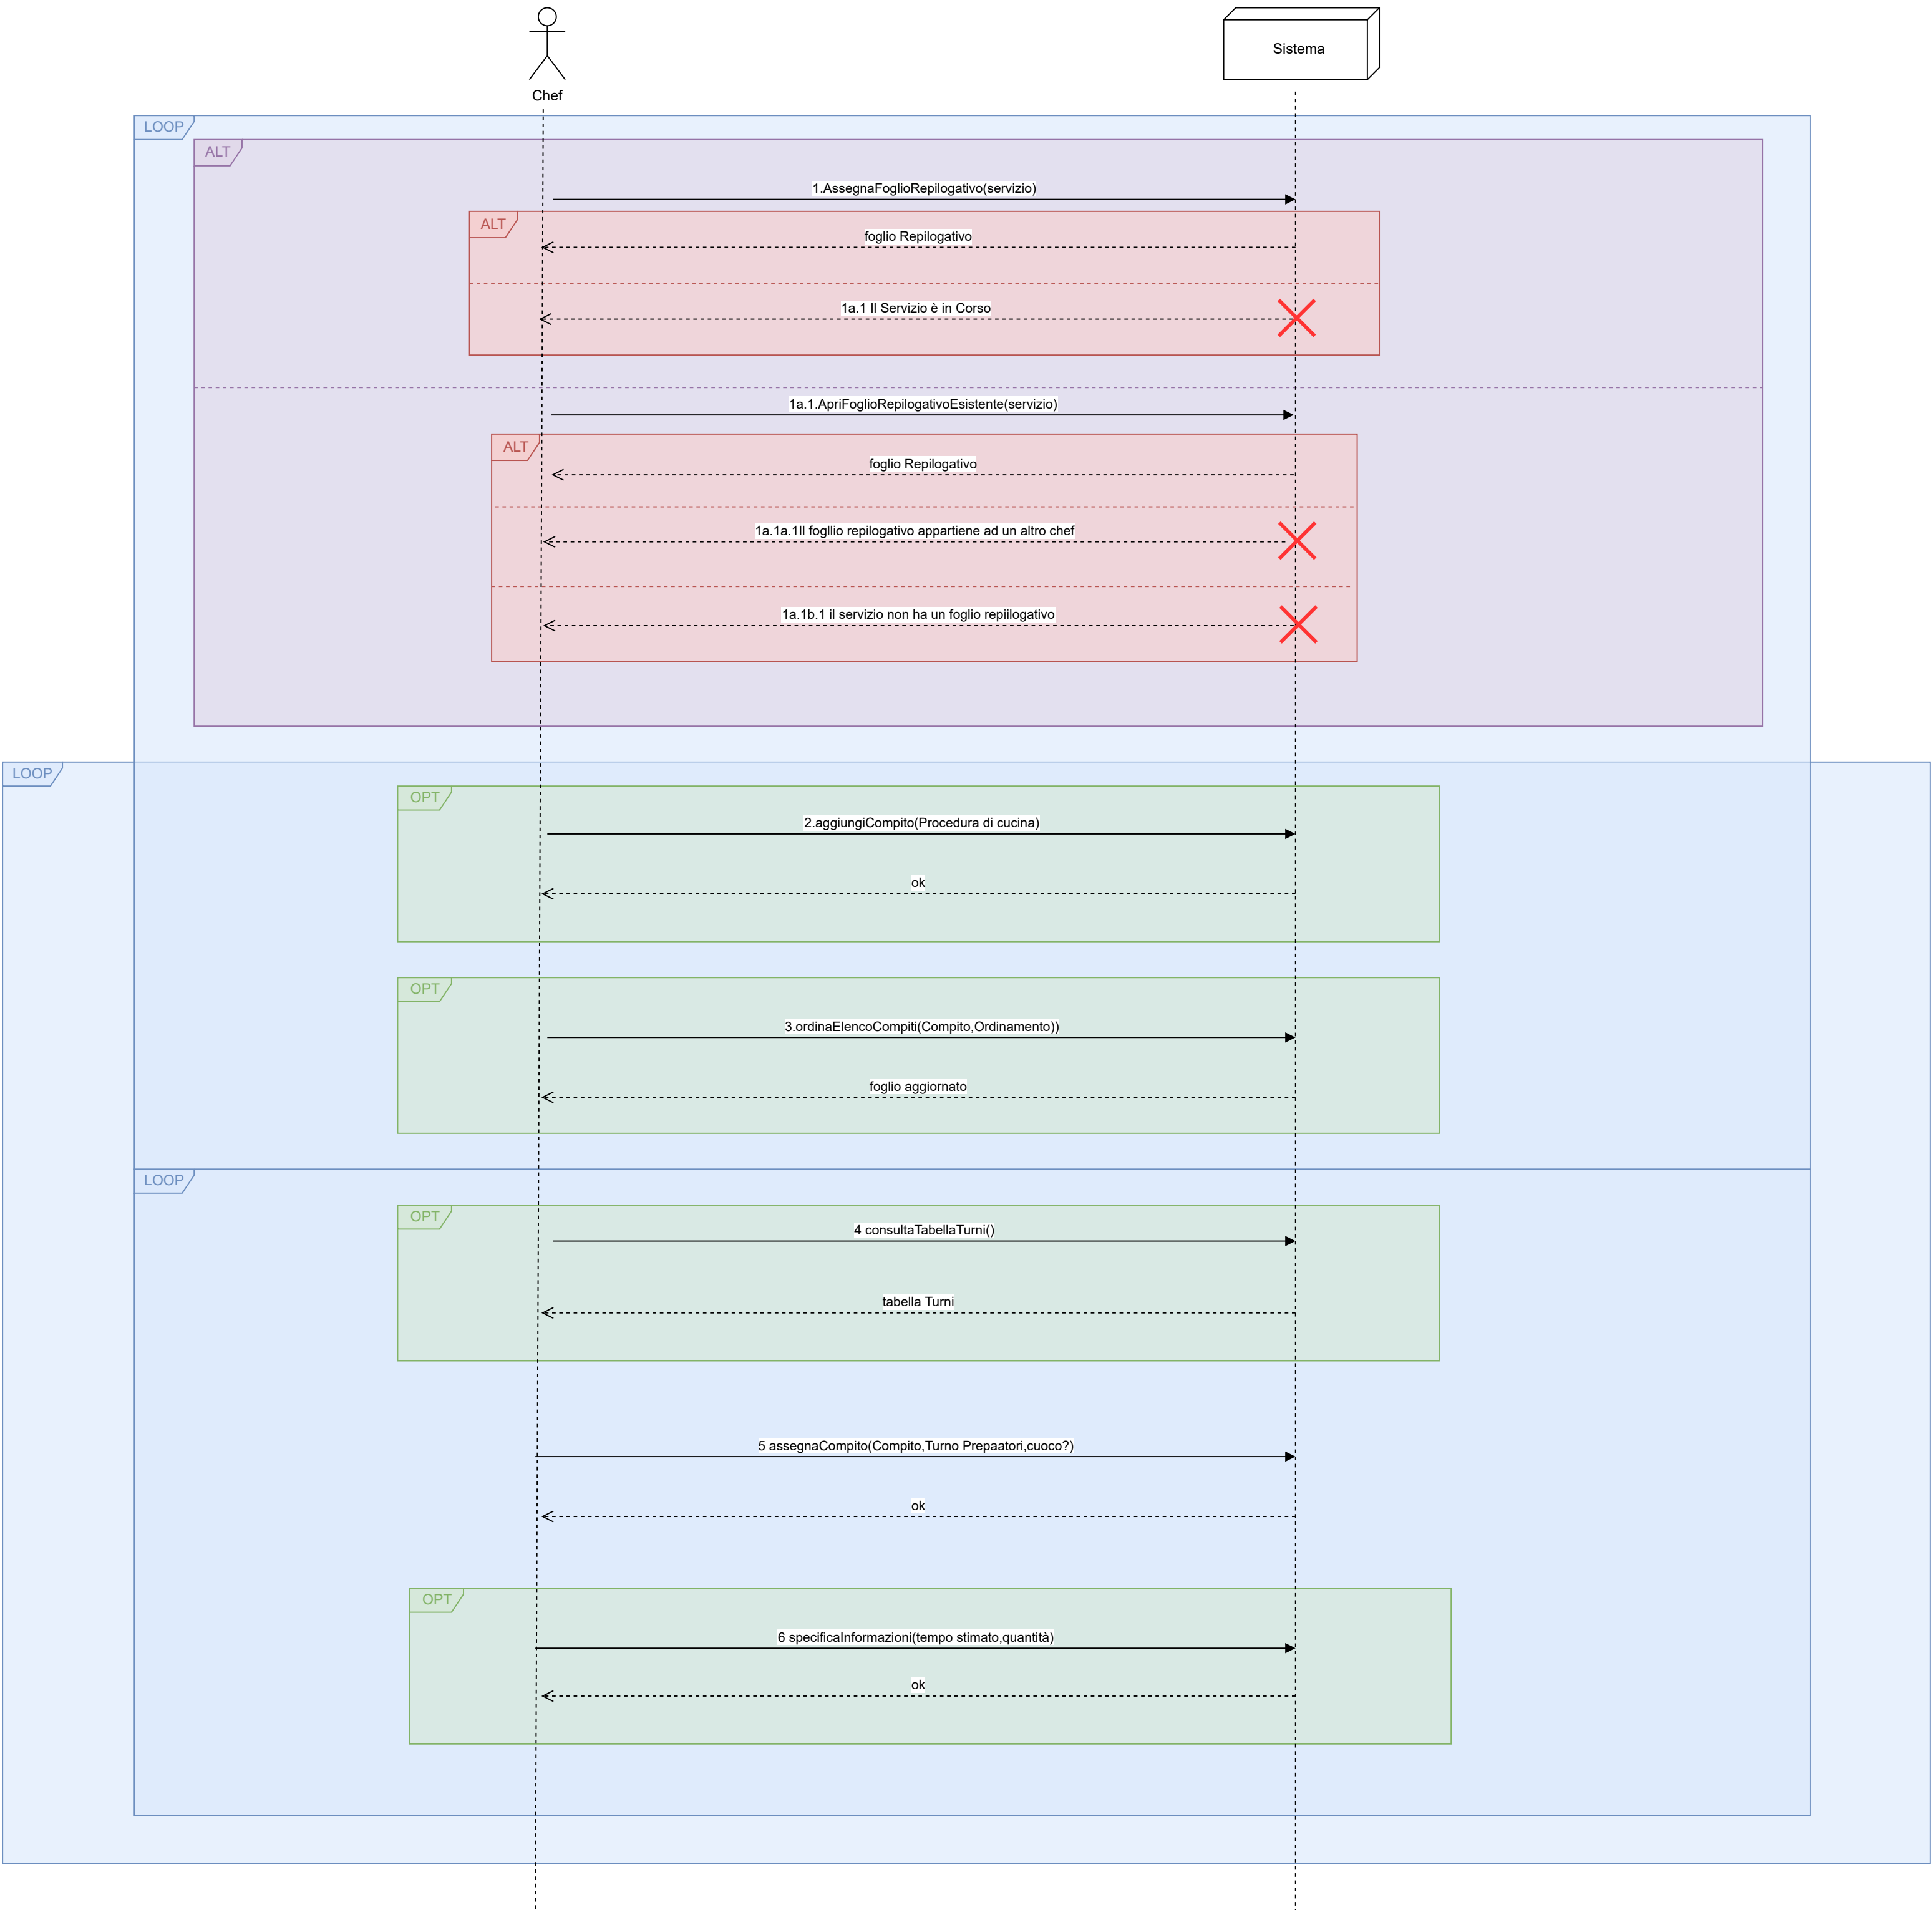 Chef
Sistema
LOOP
ALT
1.AssegnaFoglioRepilogativo(servizio)
ALT
foglio Repilogativo
1a.1 Il Servizio è in Corso
1a.1.ApriFoglioRepilogativoEsistente(servizio)
ALT
foglio Repilogativo
1a.1a.1Il fogllio repilogativo appartiene ad un altro chef
1a.1b.1 il servizio non ha un foglio repiilogativo
LOOP
OPT
2.aggiungiCompito(Procedura di cucina)
ok
OPT
3.ordinaElencoCompiti(Compito,Ordinamento))
foglio aggiornato
LOOP
OPT
4 consultaTabellaTurni()
tabella Turni
5 assegnaCompito(Compito,Turno Prepaatori,cuoco?)
ok
OPT
6 specificaInformazioni(tempo stimato,quantità)
ok